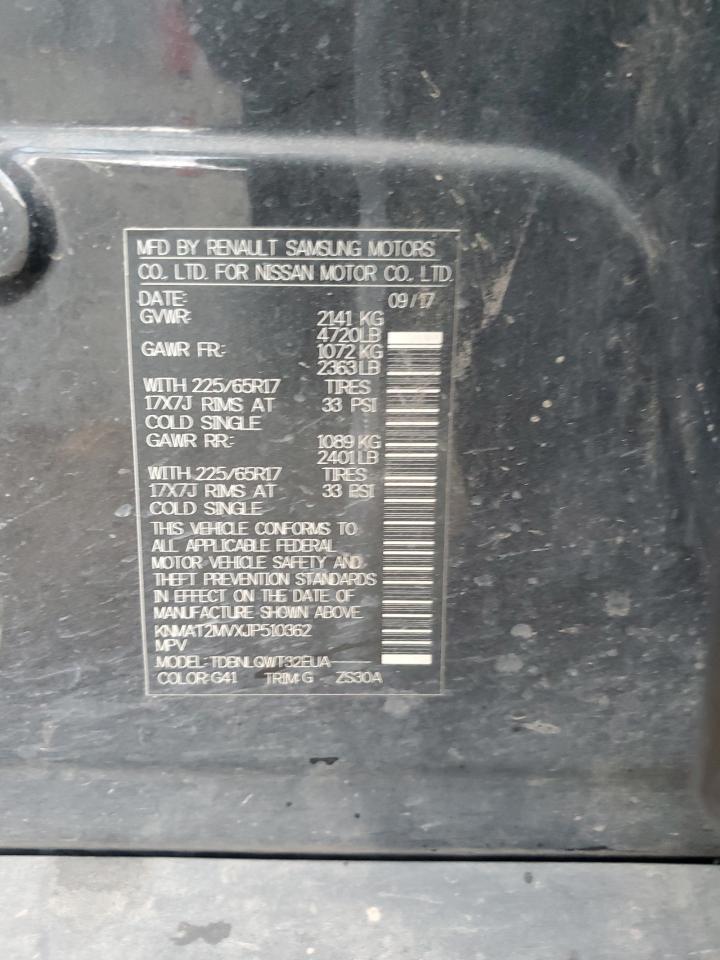 MFD BY RENAULT SAMSUNG MOTORS
CO., LTD. FOR NISSAN MOTOR CO., LTD.
DATE: 09/17
GVWR: 2141 KG
4720LB
GAWR FR: 1072 KG
2363 LB
WITH 225/65R17 TIRES
17X7J RIMS AT 33 PSI
COLD SINGLE
GAWR RR: 1089 KG
2401 LB
WITH 225/65R17 TIRES
17X7J RIMS AT 33 PSI
COLD SINGLE
THIS VEHICLE CONFORMS TO
ALL APPLICABLE FEDERAL
MOTOR VEHICLE SAFETY AND
THEFT PREVENTION STANDARDS
IN EFFECT ON THE DATE OF
MANUFACTURE SHOWN ABOVE.
KNMAT2MVXJP510362
MPV
MODEL: TDBNLQWT32EUA
COLOR: G41 TRIM: G ZS30A